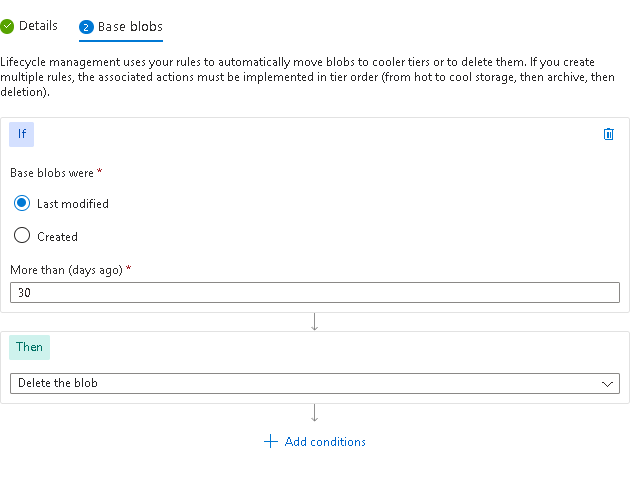 Details
2 Base blobs
Lifecycle management uses your rules to automatically move blobs to cooler tiers or to delete them. If you create
multiple rules, the associated actions must be implemented in tier order (from hot to cool storage, then archive, then
deletion).
If
Base blobs were *
Last modified
Created
More than (days ago) *
30
Then
Delete the blob
Add conditions